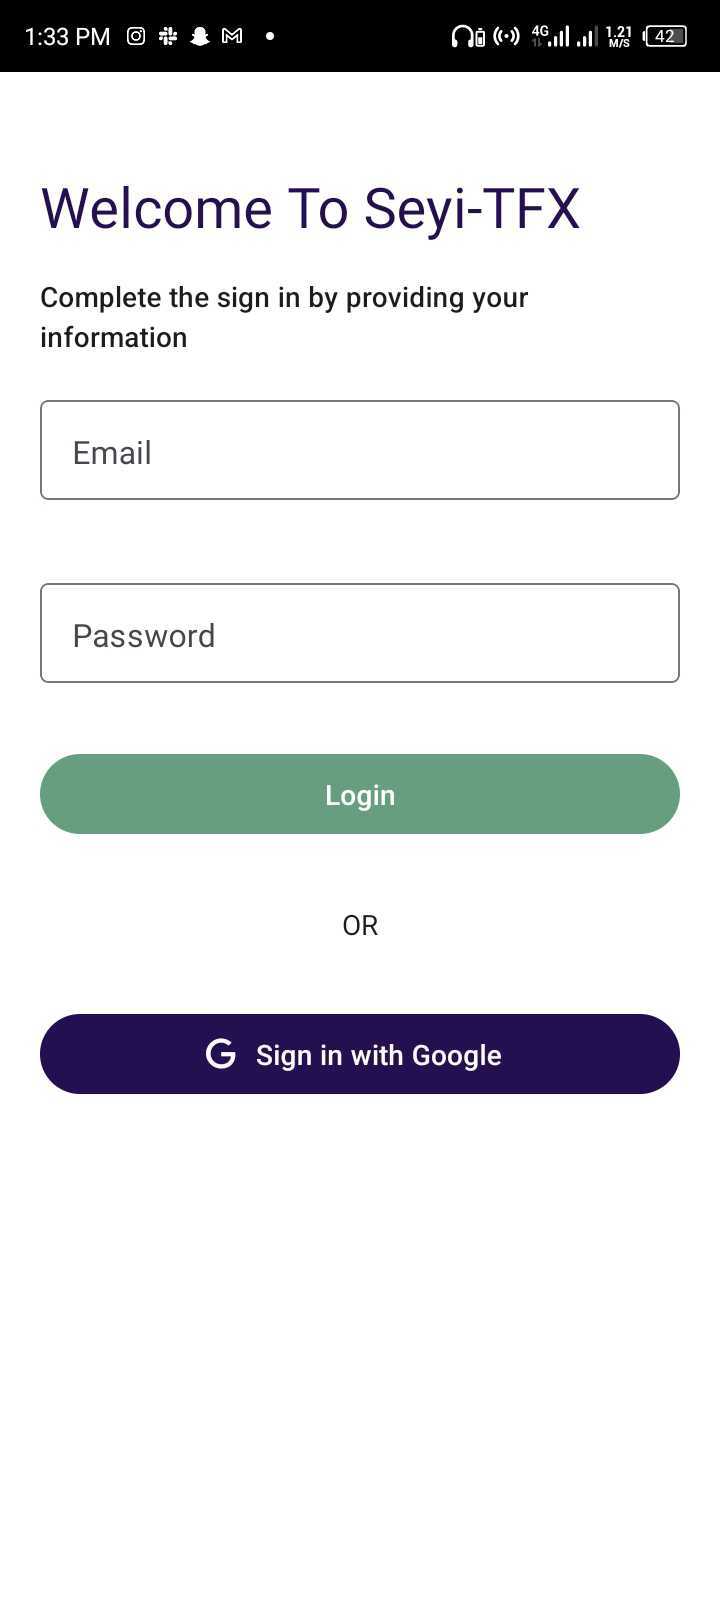 1:33 PM 4G 1.21 M/S 42
Welcome To Seyi-TFX
Complete the sign in by providing your
information
Email
Password
Login
OR
Sign in with Google